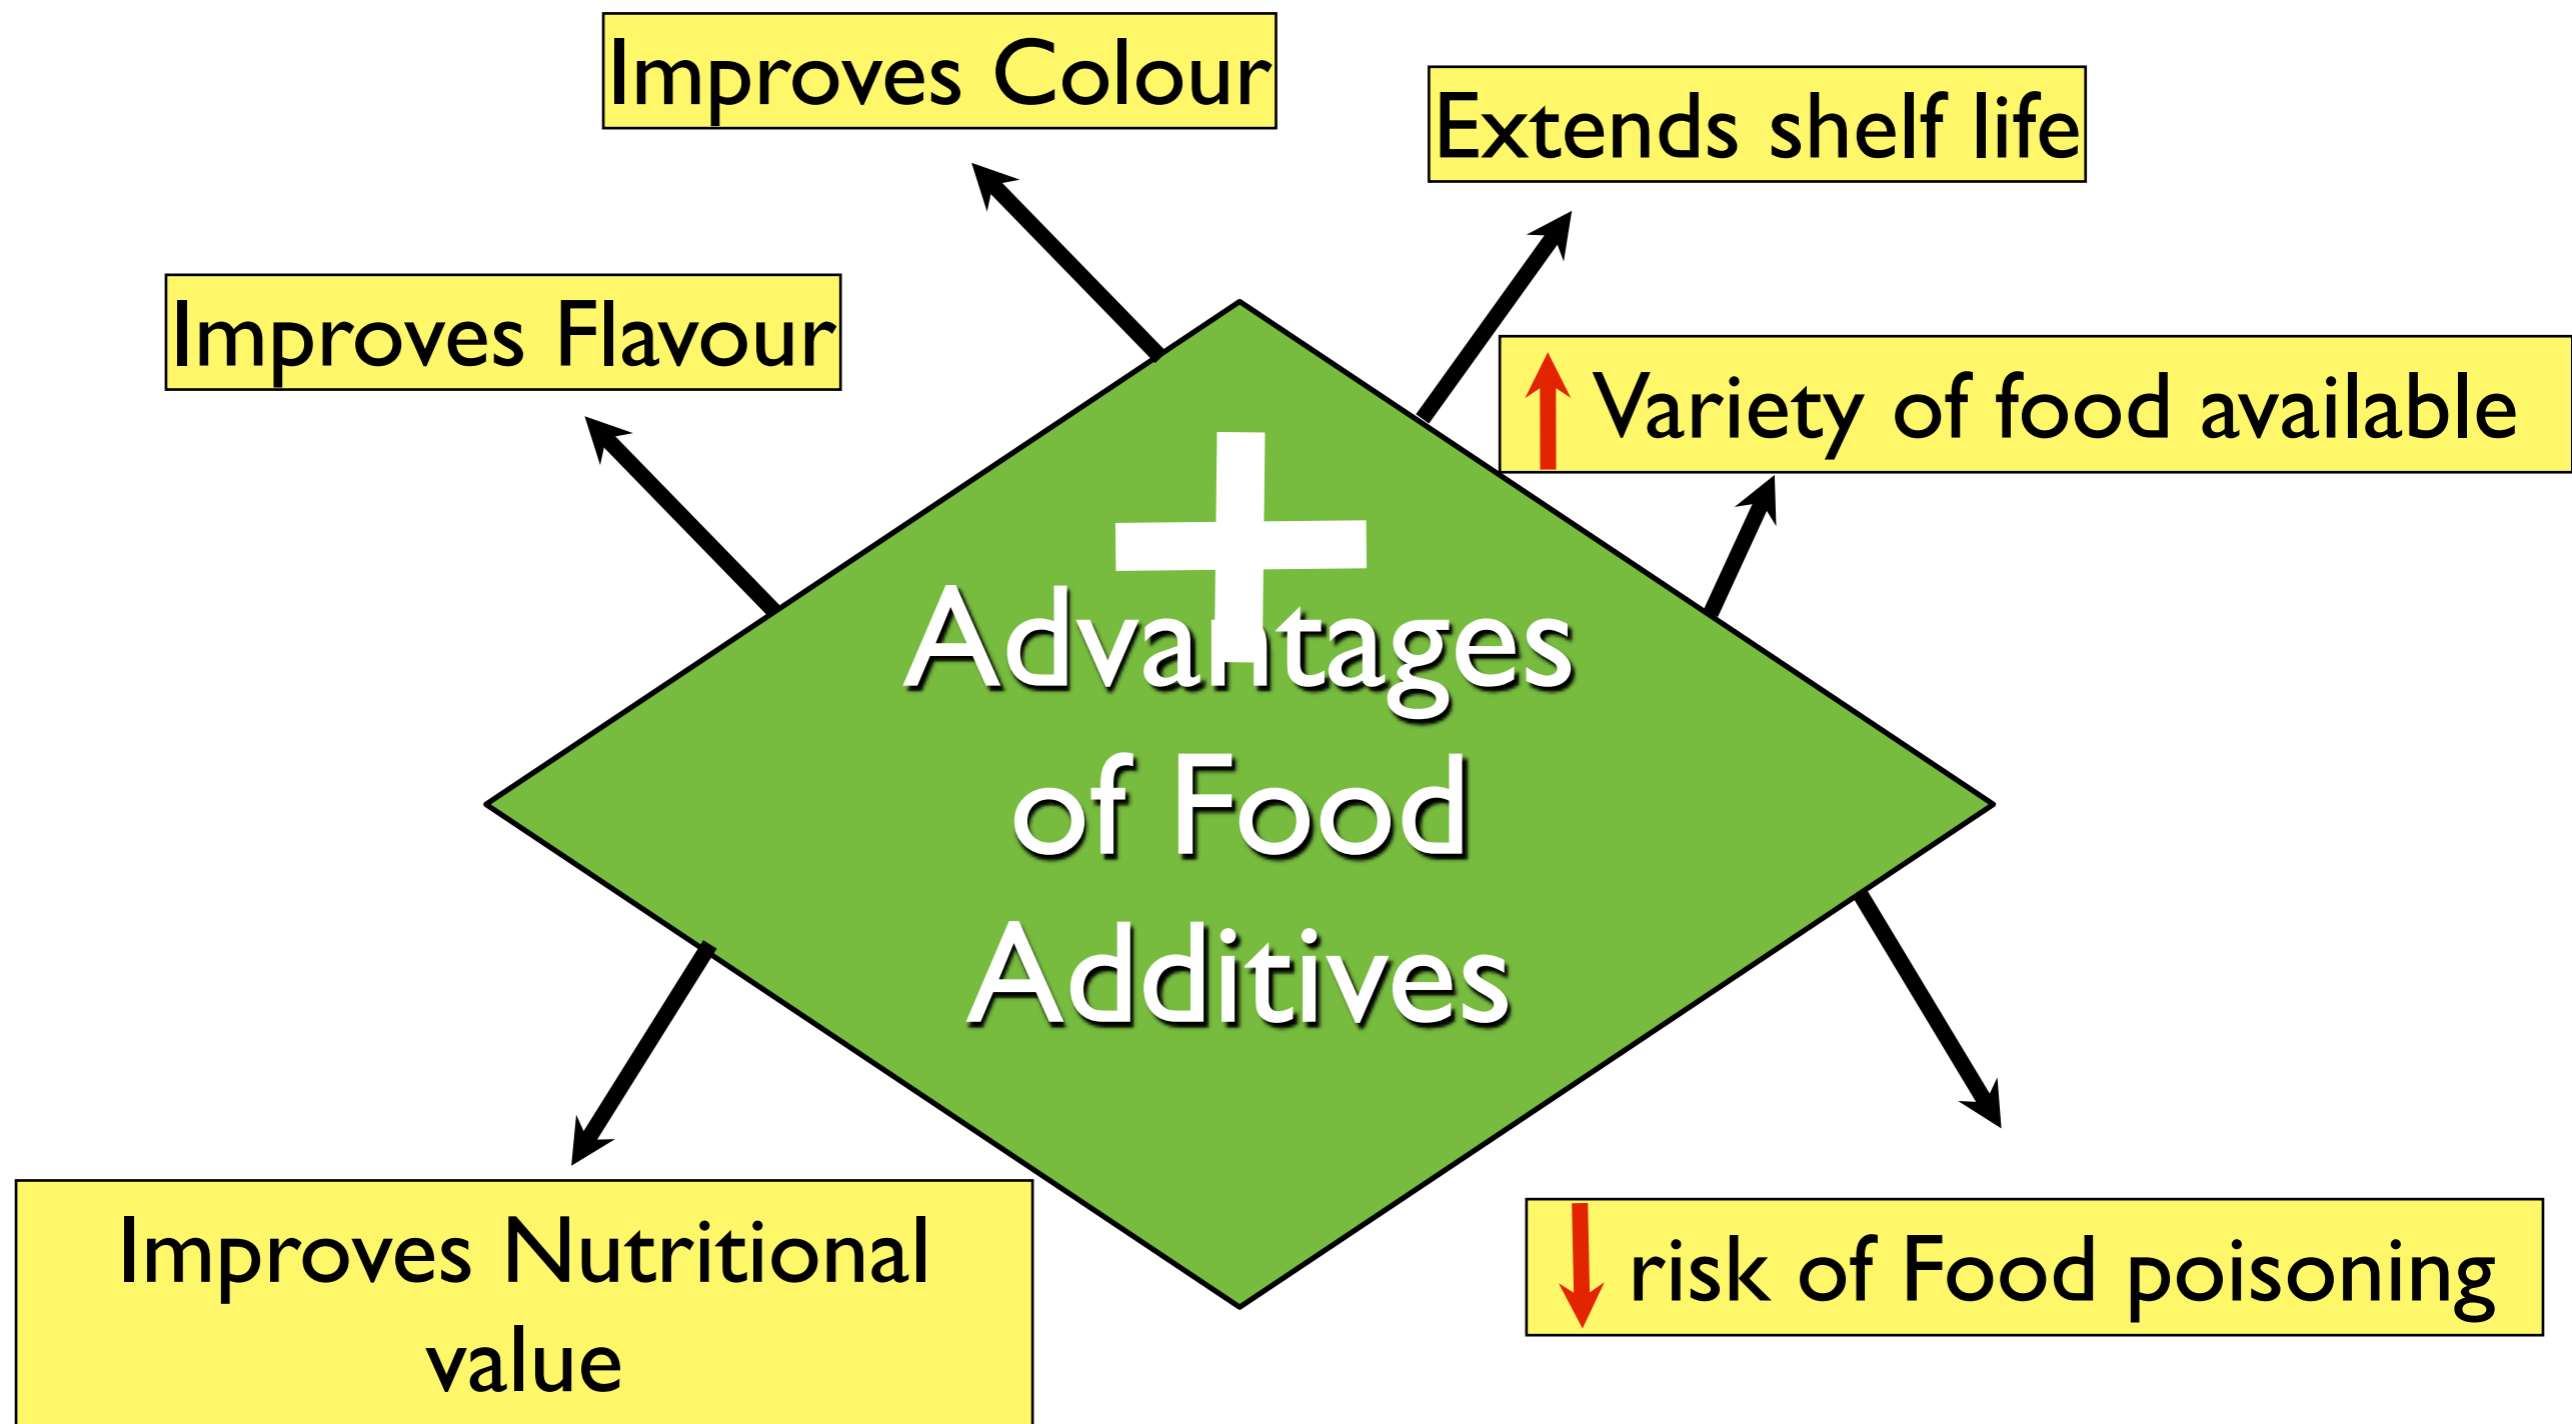 Improves Colour
Extends shelf life
Improves Flavour
Variety of food available
+
Advantages
of Food
Additives
Improves Nutritional
value
risk of Food poisoning